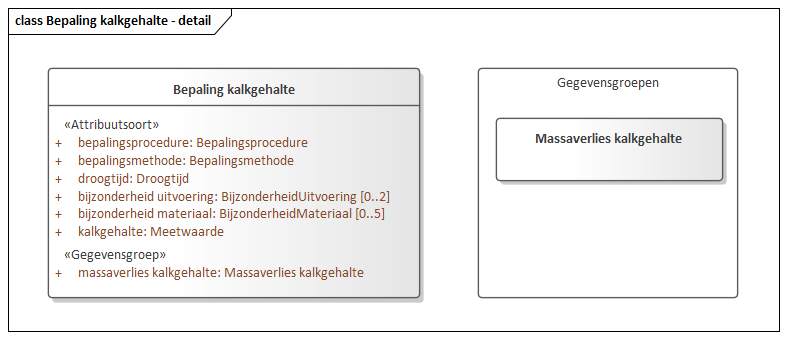 class Bepaling kalkgehalte - detail
Bepaling kalkgehalte
«Attribuutsoort»
+ bepalingsprocedure: Bepalingsprocedure
+ bepalingsmethode: Bepalingsmethode
+ droogtijd: Droogtijd
+ bijzonderheid uitvoering: BijzonderheidUitvoering [0..2]
+ bijzonderheid materiaal: BijzonderheidMateriaal [0..5]
+ kalkgehalte: Meetwaarde
«Gegevensgroep»
+ massaverlies kalkgehalte: Massaverlies kalkgehalte
Gegevensgroepen
Massaverlies kalkgehalte